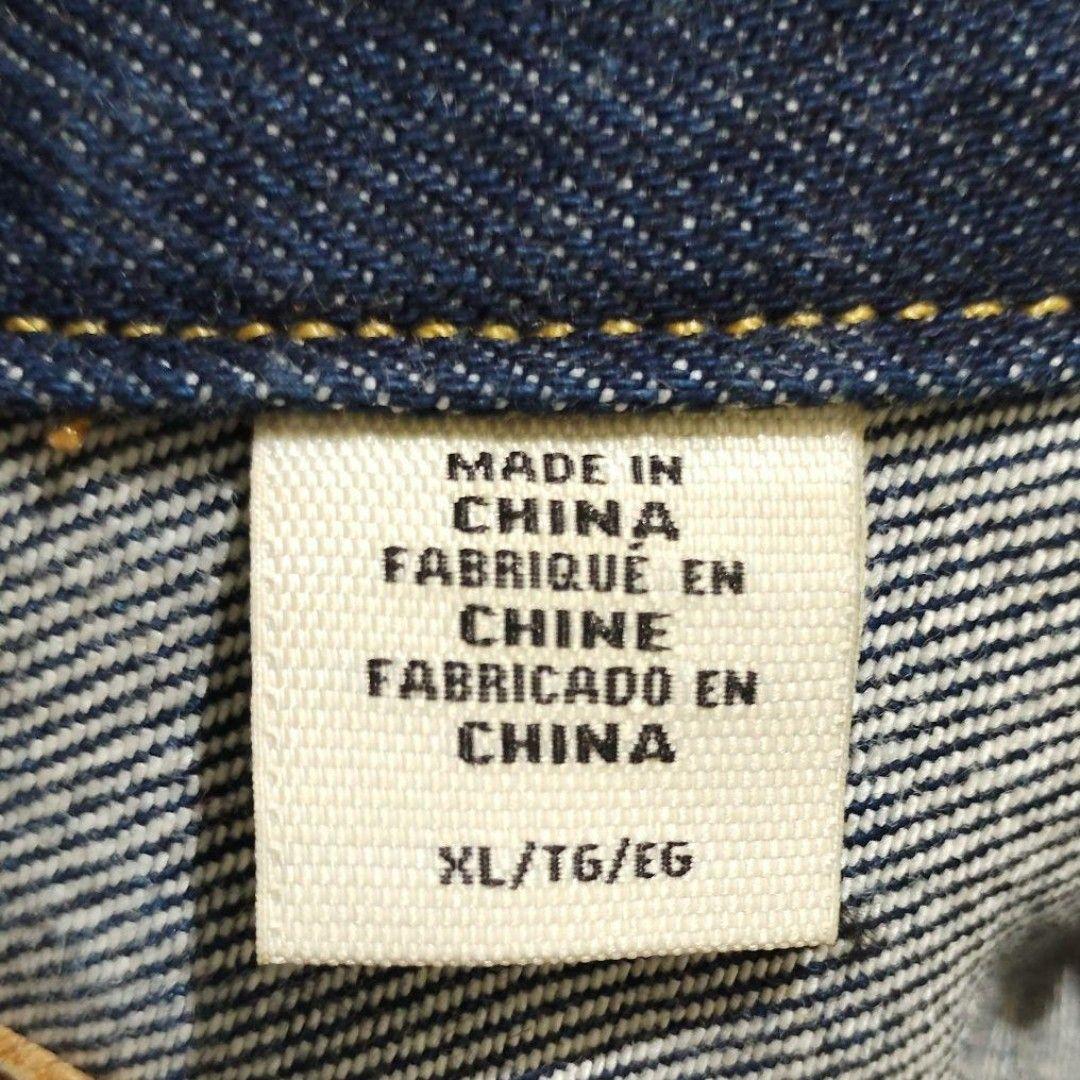 MADE IN
CHINA
FABRIQUÉ EN
CHINE
FABRICADO EN
CHINA
XL/TG/EG